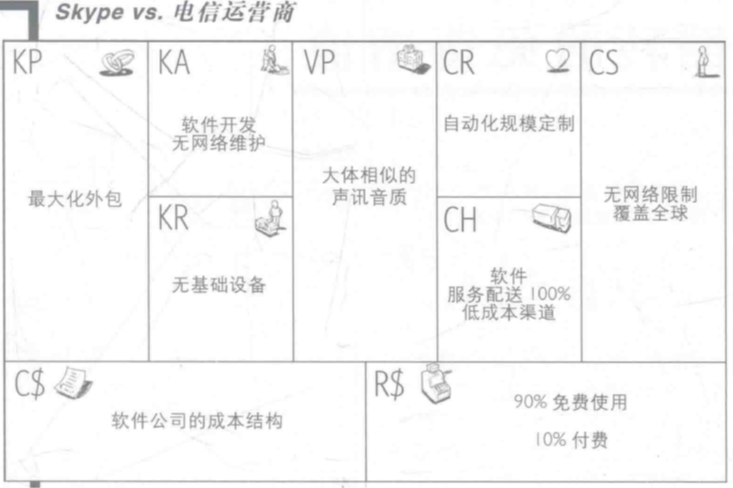 Skype vs. 电信运营商
KP
最大化外包
KA
软件开发
无网络维护
KR
无基础设备
VP
大体相似的
声讯音质
CR
自动化规模定制
CH
软件
服务配送 100%
低成本渠道
CS
无网络限制
覆盖全球
C$
软件公司的成本结构
R$
90% 免费使用
10% 付费